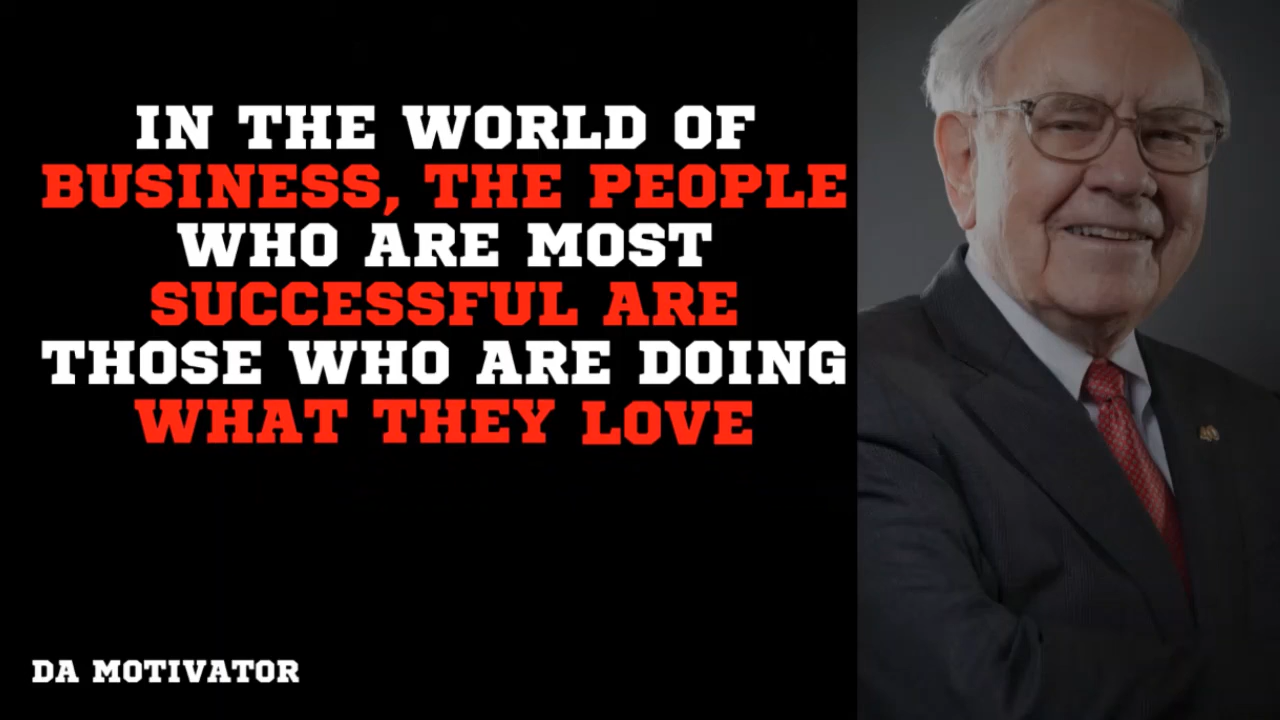 IN THE WORLD OF
BUSINESS, THE PEOPLE
WHO ARE MOST
SUCCESSFUL ARE
THOSE WHO ARE DOING
WHAT THEY LOVE
DA MOTIVATOR